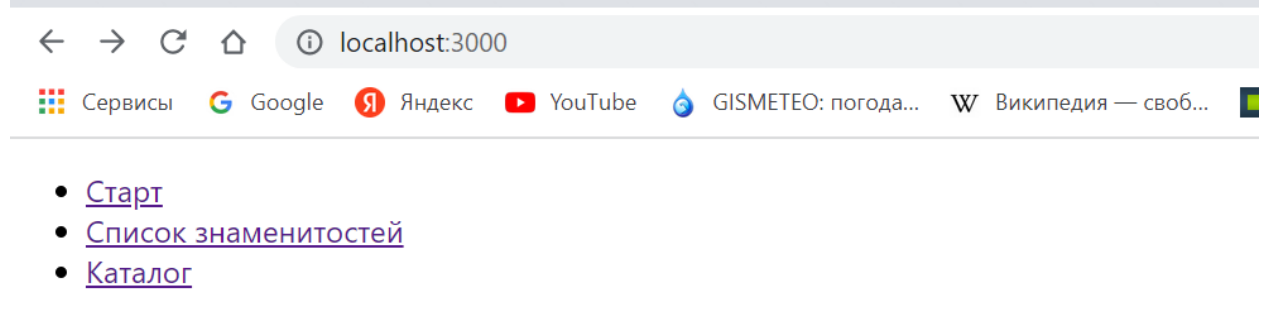 localhost:3000
Сервисы Google Яндекс YouTube GISMETEO: погода... W Википедия — своб...
Старт
Список знаменитостей
Каталог